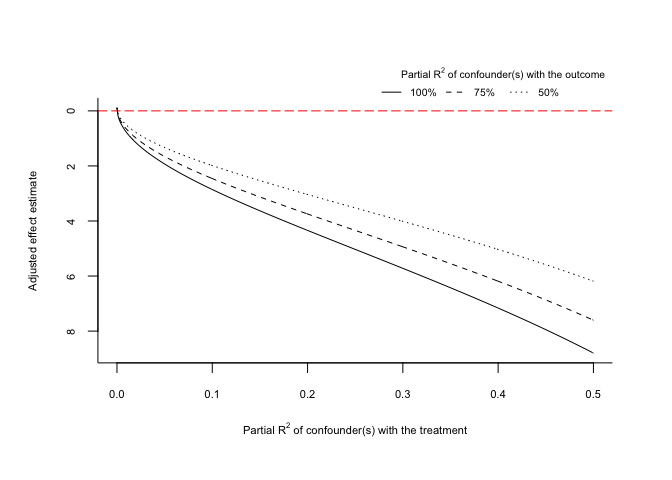 Partial R² of confounder(s) with the outcome
100% 75% 50%
Adjusted effect estimate
0
2
4
6
8
0.0 0.1 0.2 0.3 0.4 0.5
Partial R² of confounder(s) with the treatment